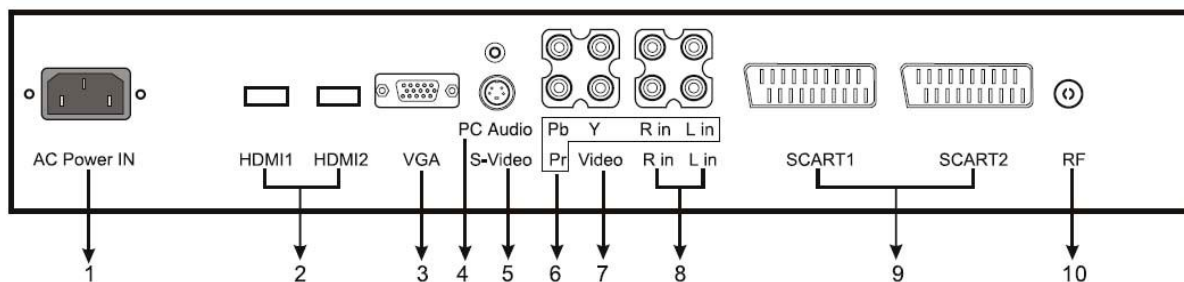 PC Audio Pb Y R in L in
AC Power IN HDMI1 HDMI2 VGA S-Video Pr Video R in L in SCART1 SCART2 RF
1 2 3 4 5 6 7 8 9 10